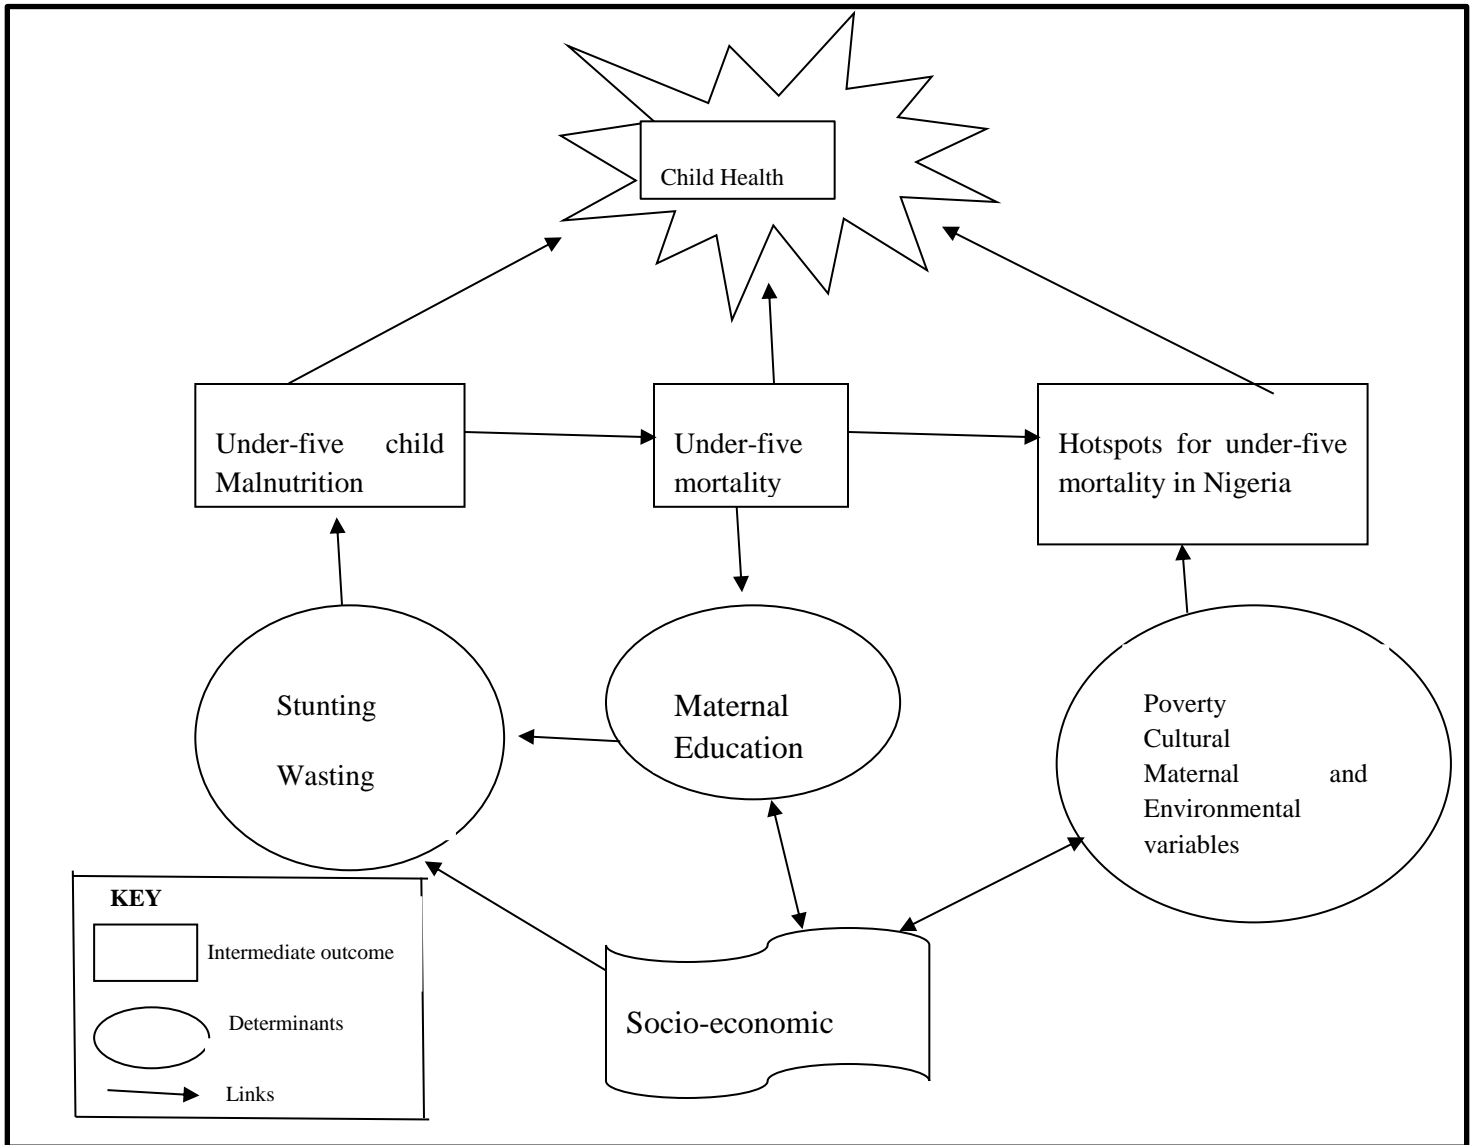 Child Health
Under-five child
Malnutrition
Under-five
mortality
Hotspots for under-five
mortality in Nigeria
Stunting
Wasting
Maternal
Education
Poverty
Cultural
Maternal and
Environmental
variables
KEY
Intermediate outcome
Determinants
Links
Socio-economic